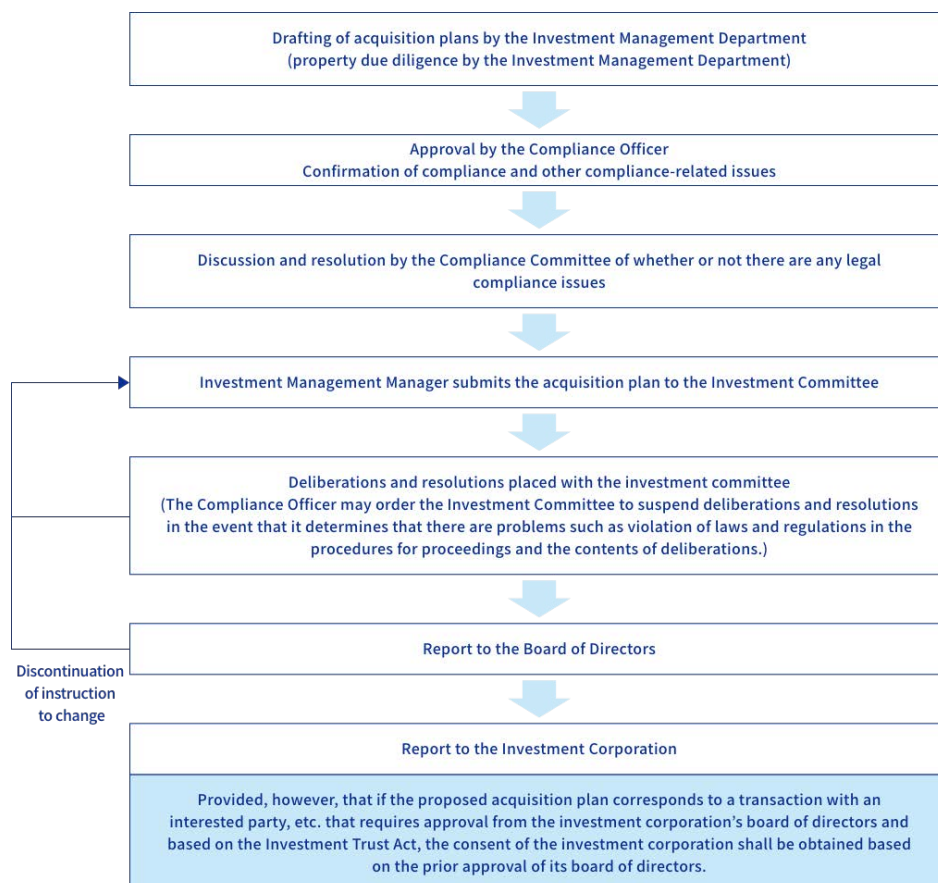 Drafting of acquisition plans by the Investment Management Department
(property due diligence by the Investment Management Department)
Approval by the Compliance Officer
Confirmation of compliance and other compliance-related issues
Discussion and resolution by the Compliance Committee of whether or not there are any legal
compliance issues
Investment Management Manager submits the acquisition plan to the Investment Committee
Deliberations and resolutions placed with the investment committee
(The Compliance Officer may order the Investment Committee to suspend deliberations and resolutions
in the event that it determines that there are problems such as violation of laws and regulations in the
procedures for proceedings and the contents of deliberations.)
Report to the Board of Directors
Discontinuation
of instruction
to change
Report to the Investment Corporation
Provided, however, that if the proposed acquisition plan corresponds to a transaction with an
interested party, etc. that requires approval from the investment corporation's board of directors and
based on the Investment Trust Act, the consent of the investment corporation shall be obtained based
on the prior approval of its board of directors.